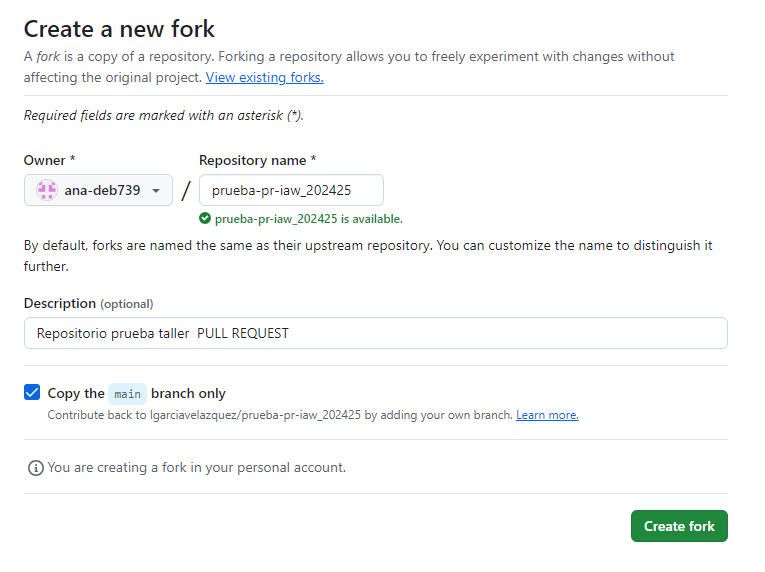 Create a new fork
A fork is a copy of a repository. Forking a repository allows you to freely experiment with changes without
affecting the original project. View existing forks.
Required fields are marked with an asterisk (*).
Owner *
Repository name *
ana-deb739
/
prueba-pr-iaw_202425
prueba-pr-iaw_202425 is available.
By default, forks are named the same as their upstream repository. You can customize the name to distinguish it
further.
Description (optional)
Repositorio prueba taller  PULL REQUEST
Copy the main branch only
Contribute back to lgarciavelazquez/prueba-pr-iaw_202425 by adding your own branch. Learn more.
You are creating a fork in your personal account.
Create fork